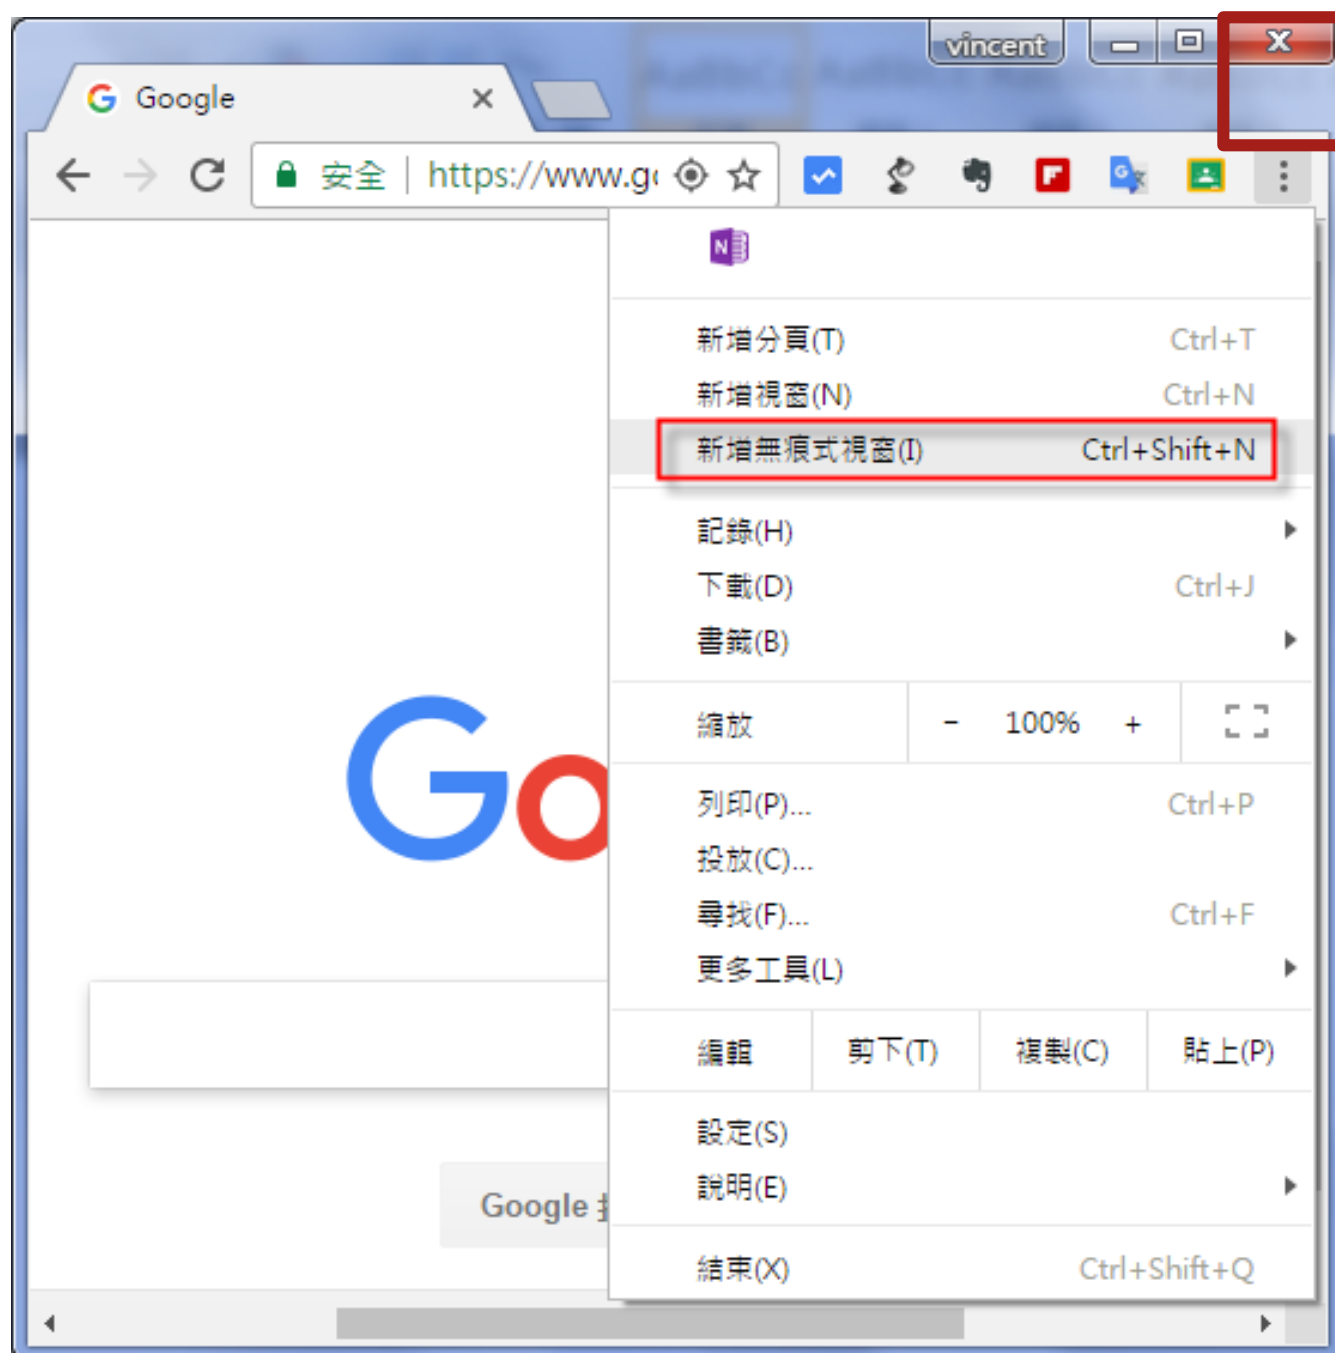 vincent
Google
安全 | https://www.go
新增分頁(T) Ctrl+T
新增視窗(N) Ctrl+N
新增無痕式視窗(I) Ctrl+Shift+N
記錄(H)
下載(D) Ctrl+J
書籤(B)
縮放 - 100% +
Go
列印(P)... Ctrl+P
投放(C)...
尋找(F)... Ctrl+F
更多工具(L)
編輯 剪下(T) 複製(C) 貼上(P)
設定(S)
說明(E)
Google
結束(X) Ctrl+Shift+Q